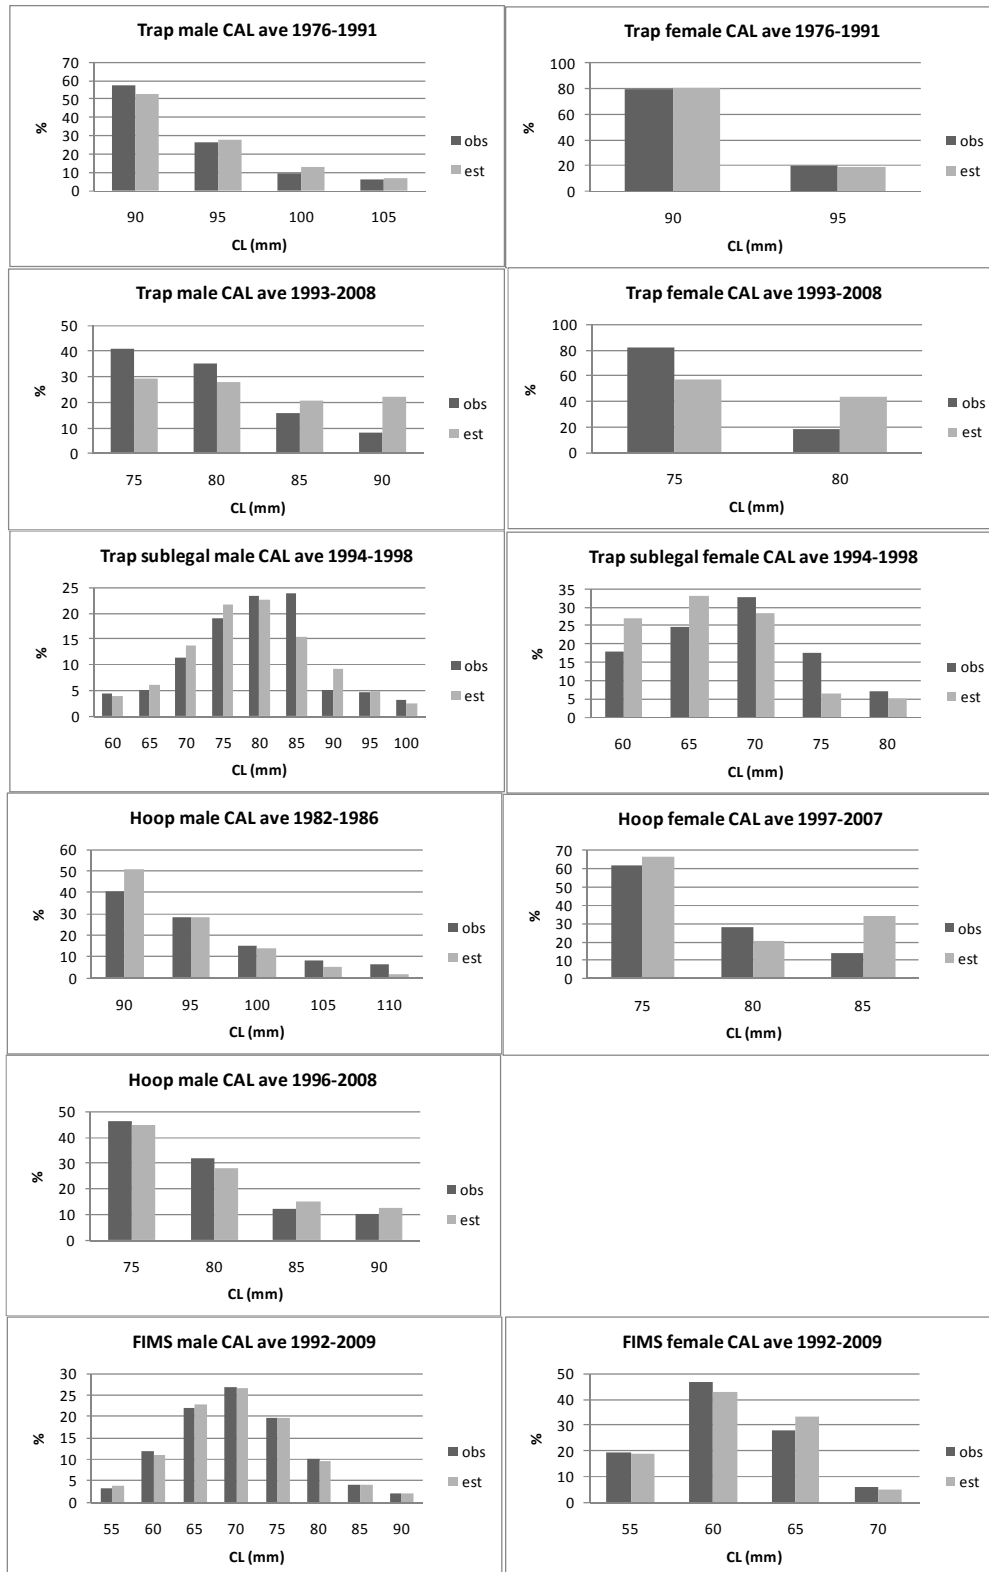 Trap male CAL ave 1976-1991
70
60
50
40
30
20
10
0
%
90 95 100 105
CL (mm)
obs
est
Trap female CAL ave 1976-1991
100
80
60
40
20
0
%
90 95
CL (mm)
obs
est
Trap male CAL ave 1993-2008
50
40
30
20
10
0
%
75 80 85 90
CL (mm)
obs
est
Trap female CAL ave 1993-2008
100
80
60
40
20
0
%
75 80
CL (mm)
obs
est
Trap sublegal male CAL ave 1994-1998
25
20
15
10
5
0
%
60 65 70 75 80 85 90 95 100
CL (mm)
obs
est
Trap sublegal female CAL ave 1994-1998
35
30
25
20
15
10
5
0
%
60 65 70 75 80
CL (mm)
obs
est
Hoop male CAL ave 1982-1986
60
50
40
30
20
10
0
%
90 95 100 105 110
CL (mm)
obs
est
Hoop female CAL ave 1997-2007
70
60
50
40
30
20
10
0
%
75 80 85
CL (mm)
obs
est
Hoop male CAL ave 1996-2008
50
40
30
20
10
0
%
75 80 85 90
CL (mm)
obs
est
FIMS male CAL ave 1992-2009
30
25
20
15
10
5
0
%
55 60 65 70 75 80 85 90
CL (mm)
obs
est
FIMS female CAL ave 1992-2009
50
40
30
20
10
0
%
55 60 65 70
CL (mm)
obs
est